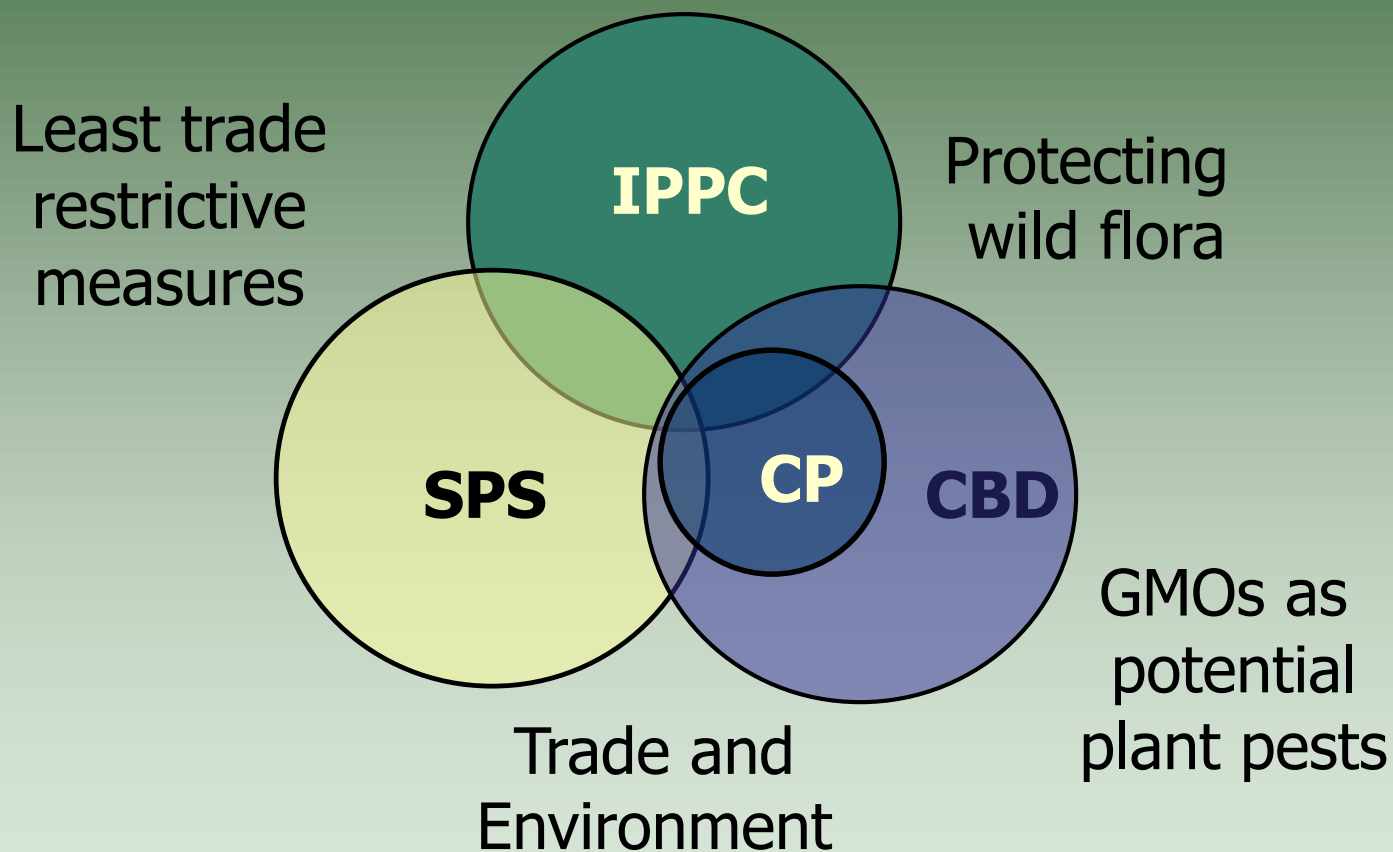 Least trade
restrictive
measures
IPPC
Protecting
wild flora
SPS
CP
CBD
GMOs as
potential
plant pests
Trade and
Environment